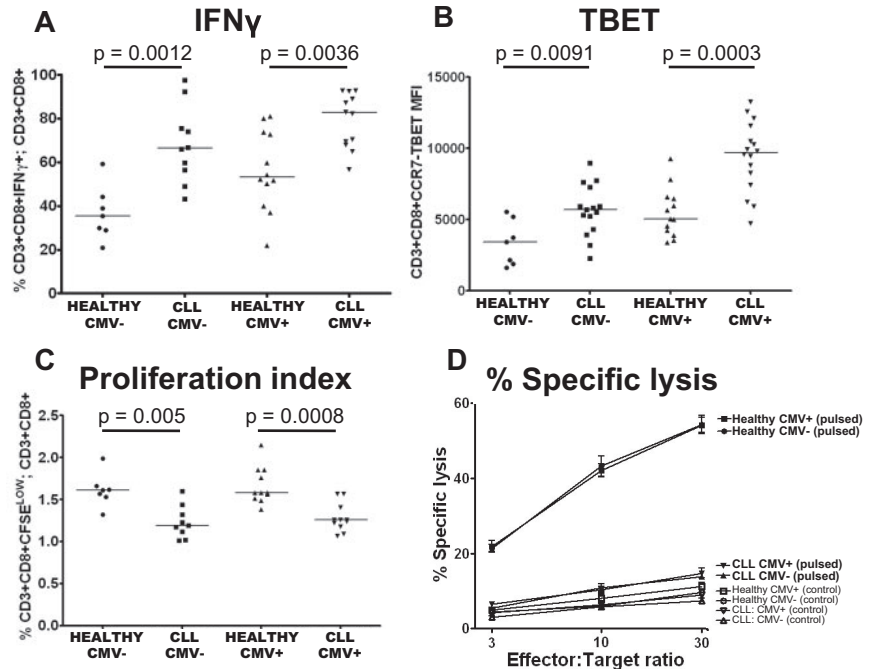 A
IFNγ
p = 0.0012
p = 0.0036
% CD3+CD8+IFNγ+; CD3+CD8+
100
80
60
40
20
0
HEALTHY CLL HEALTHY CLL
CMV- CMV- CMV+ CMV+
B
TBET
p = 0.0091
p = 0.0003
CD3+CD8+CCR7-TBET MFI
15000
10000
5000
0
HEALTHY CLL HEALTHY CLL
CMV- CMV- CMV+ CMV+
C
Proliferation index
p = 0.005
p = 0.0008
% CD3+CD8+CFSELOW; CD3+CD8+
2.5
2.0
1.5
1.0
0.5
0.0
HEALTHY CLL HEALTHY CLL
CMV- CMV- CMV+ CMV+
D
% Specific lysis
% Specific lysis
60
40
20
0
3 10 30
Effector:Target ratio
Healthy CMV+ (pulsed)
Healthy CMV- (pulsed)
CLL CMV+ (pulsed)
CLL CMV- (pulsed)
Healthy CMV+ (control)
Healthy CMV- (control)
CLL: CMV+ (control)
CLL: CMV- (control)